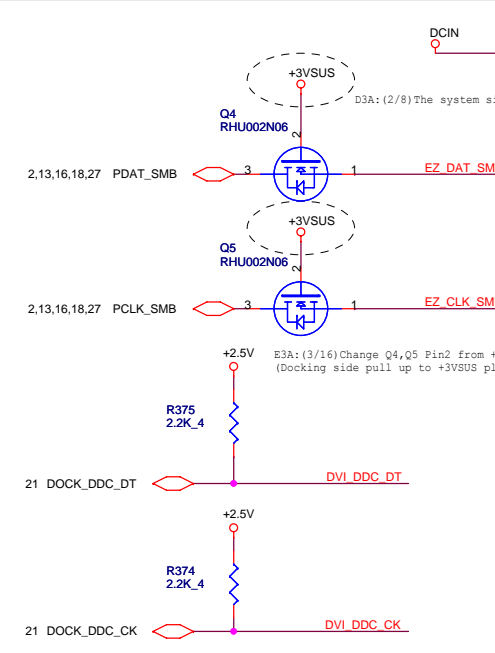 DCIN
+3VSUS
D3A:(2/8)The system
Q4
RHU002N06
2
2,13,16,18,27 PDAT_SMB
3
1
EZ_DAT_SM
+3VSUS
Q5
RHU002N06
2
2,13,16,18,27 PCLK_SMB
3
1
EZ_CLK_SM
E3A:(3/16)Change Q4,Q5 Pin2 from +
(Docking side pull up to +3VSUS
+2.5V
R375
2.2K_4
21 DOCK_DDC_DT
DVI_DDC_DT
+2.5V
R374
2.2K_4
21 DOCK_DDC_CK
DVI_DDC_CK